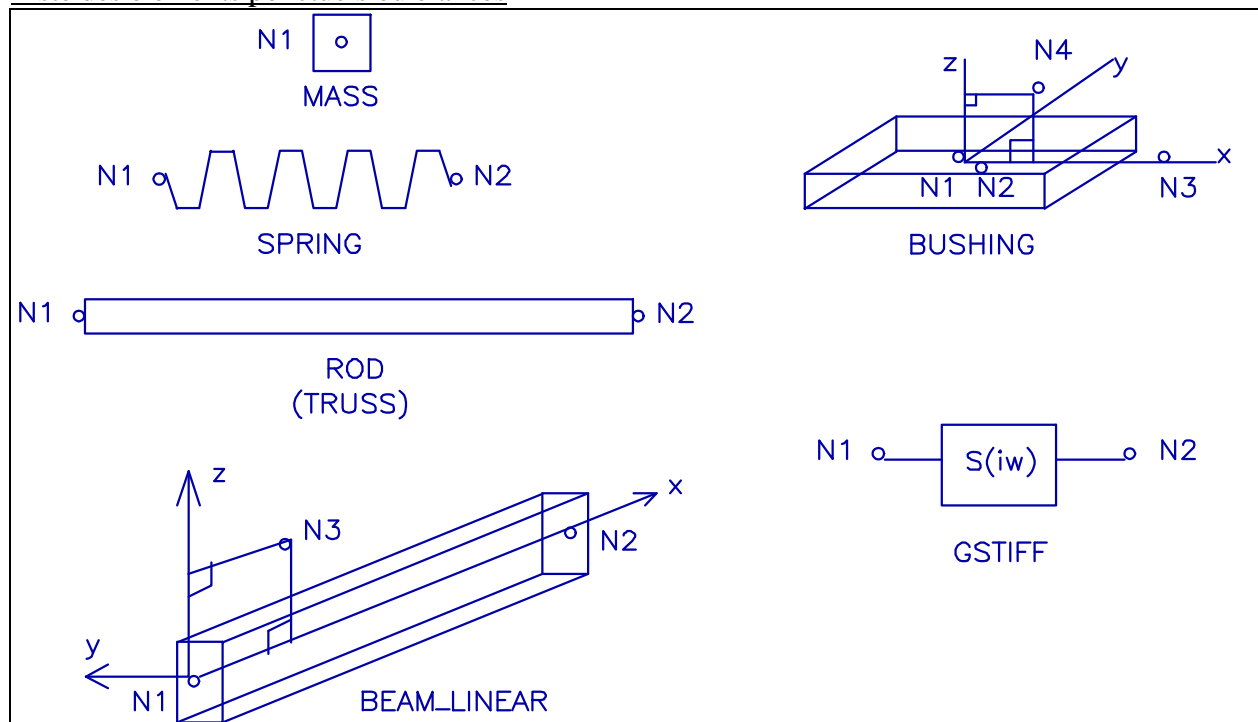 N1
MASS
N1
N2
SPRING
N1
N2
ROD
(TRUSS)
z
N3
x
N2
y
N1
BEAM_LINEAR
z
N4
y
x
N1
N2
N3
BUSHING
N1
S(iw)
N2
GSTIFF